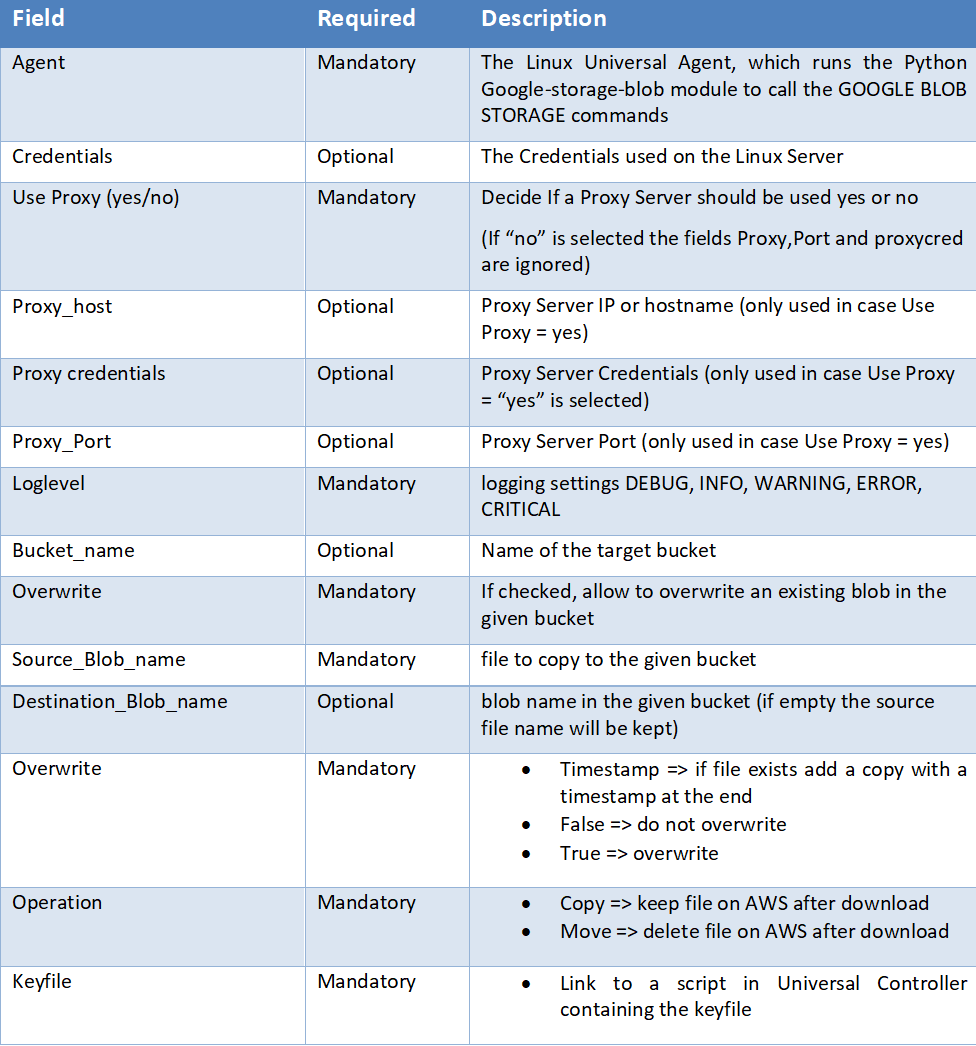 Field Required Description
Agent Mandatory The Linux Universal Agent, which runs the Python
Google-storage-blob module to call the GOOGLE BLOB
STORAGE commands
Credentials Optional The Credentials used on the Linux Server
Use Proxy (yes/no) Mandatory Decide If a Proxy Server should be used yes or no
(If “no” is selected the fields Proxy,Port and proxycred
are ignored)
Proxy_host Optional Proxy Server IP or hostname (only used in case Use
Proxy = yes)
Proxy credentials Optional Proxy Server Credentials (only used in case Use Proxy
= “yes” is selected)
Proxy_Port Optional Proxy Server Port (only used in case Use Proxy = yes)
Loglevel Mandatory logging settings DEBUG, INFO, WARNING, ERROR,
CRITICAL
Bucket_name Optional Name of the target bucket
Overwrite Mandatory If checked, allow to overwrite an existing blob in the
given bucket
Source_Blob_name Mandatory file to copy to the given bucket
Destination_Blob_name Optional blob name in the given bucket (if empty the source
file name will be kept)
Overwrite Mandatory • Timestamp => if file exists add a copy with a
timestamp at the end
• False => do not overwrite
• True => overwrite
Operation Mandatory • Copy => keep file on AWS after download
• Move => delete file on AWS after download
Keyfile Mandatory • Link to a script in Universal Controller
containing the keyfile